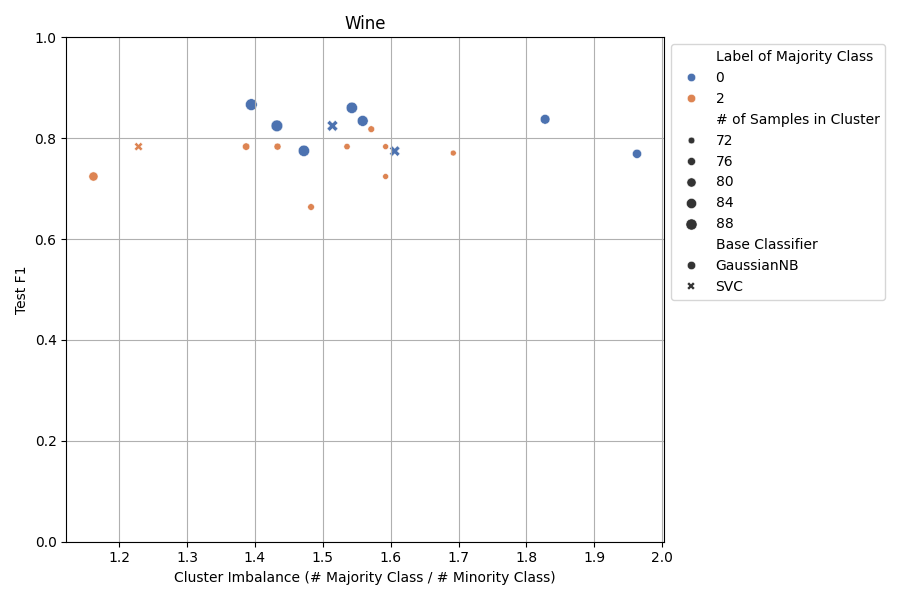 Wine
Test F1
1.0
0.8
0.6
0.4
0.2
0.0
1.2 1.3 1.4 1.5 1.6 1.7 1.8 1.9 2.0
Cluster Imbalance (# Majority Class / # Minority Class)
Label of Majority Class
0
2
# of Samples in Cluster
72
76
80
84
88
Base Classifier
GaussianNB
SVC